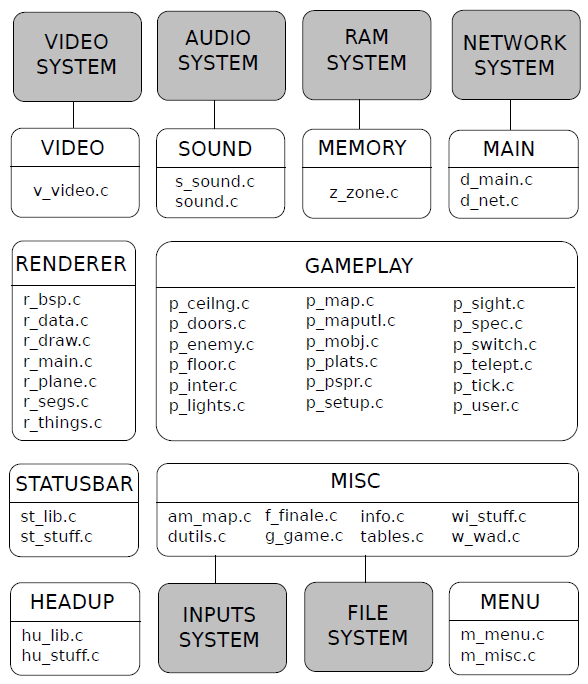 VIDEO
SYSTEM
AUDIO
SYSTEM
RAM
SYSTEM
NETWORK
SYSTEM
VIDEO
v_video.c
SOUND
s_sound.c
sound.c
MEMORY
z_zone.c
MAIN
d_main.c
d_net.c
RENDERER
r_bsp.c
r_data.c
r_draw.c
r_main.c
r_plane.c
r_segs.c
r_things.c
GAMEPLAY
p_ceilng.c
p_doors.c
p_enemy.c
p_floor.c
p_inter.c
p_lights.c
p_map.c
p_maputl.c
p_mobj.c
p_plats.c
p_pspr.c
p_setup.c
p_sight.c
p_spec.c
p_switch.c
p_telept.c
p_tick.c
p_user.c
STATUSBAR
st_lib.c
st_stuff.c
MISC
am_map.c
dutils.c
f_finale.c
g_game.c
info.c
tables.c
wi_stuff.c
w_wad.c
HEADUP
hu_lib.c
hu_stuff.c
INPUTS
SYSTEM
FILE
SYSTEM
MENU
m_menu.c
m_misc.c